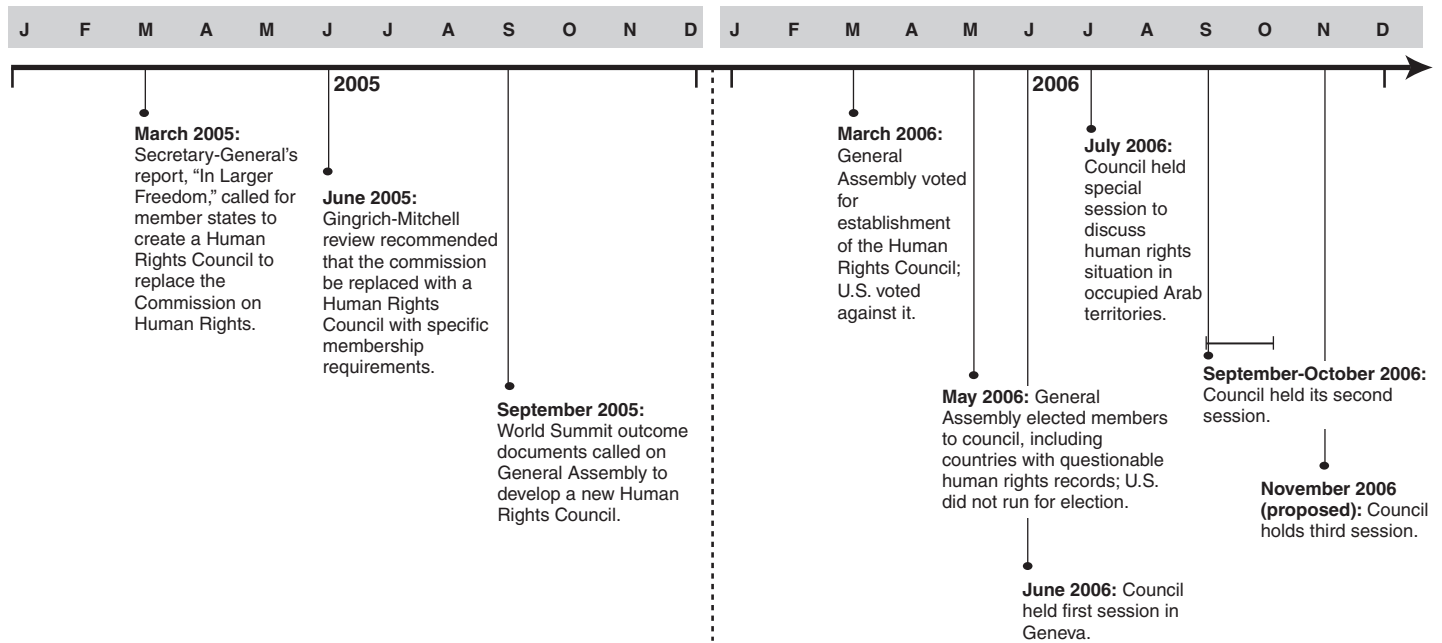 J F M A M J J A S O N D J F M A M J J A S O N D
2005
2006
March 2005:
Secretary-General's
report, “In Larger
Freedom,” called for
member states to
create a Human
Rights Council to
replace the
Commission on
Human Rights.
June 2005:
Gingrich-Mitchell
review recommended
that the commission
be replaced with a
Human Rights
Council with specific
membership
requirements.
September 2005:
World Summit outcome
documents called on
General Assembly to
develop a new Human
Rights Council.
March 2006:
General
Assembly voted
for
establishment
of the Human
Rights Council;
U.S. voted
against it.
May 2006: General
Assembly elected members
to council, including
countries with questionable
human rights records; U.S.
did not run for election.
June 2006: Council
held first session in
Geneva.
July 2006:
Council held
special
session to
discuss
human rights
situation in
occupied Arab
territories.
September-October 2006:
Council held its second
session.
November 2006
(proposed): Council
holds third session.